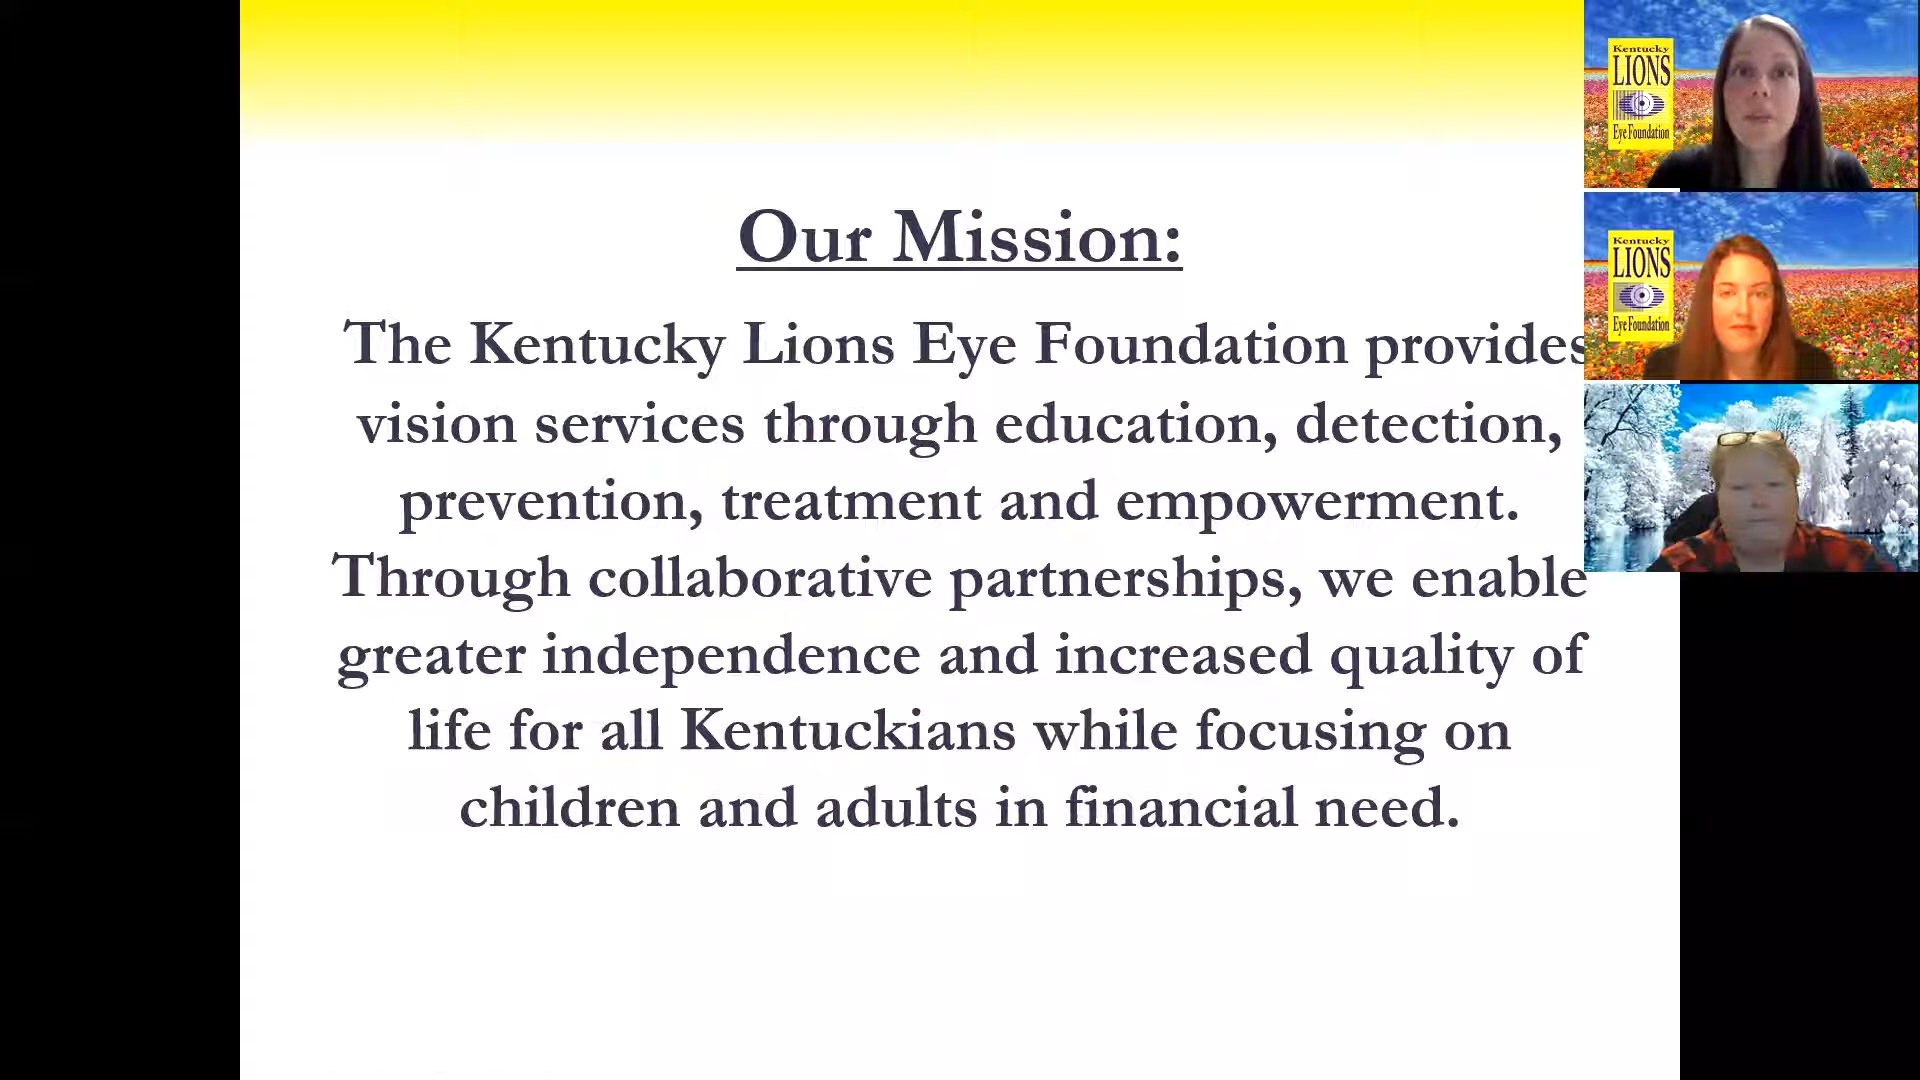 Our Mission:
The Kentucky Lions Eye Foundation provides
vision services through education, detection,
prevention, treatment and empowerment.
Through collaborative partnerships, we enable
greater independence and increased quality of
life for all Kentuckians while focusing on
children and adults in financial need.
Kentucky
LIONS
Eye Foundation
Kentucky
LIONS
Eye Foundation